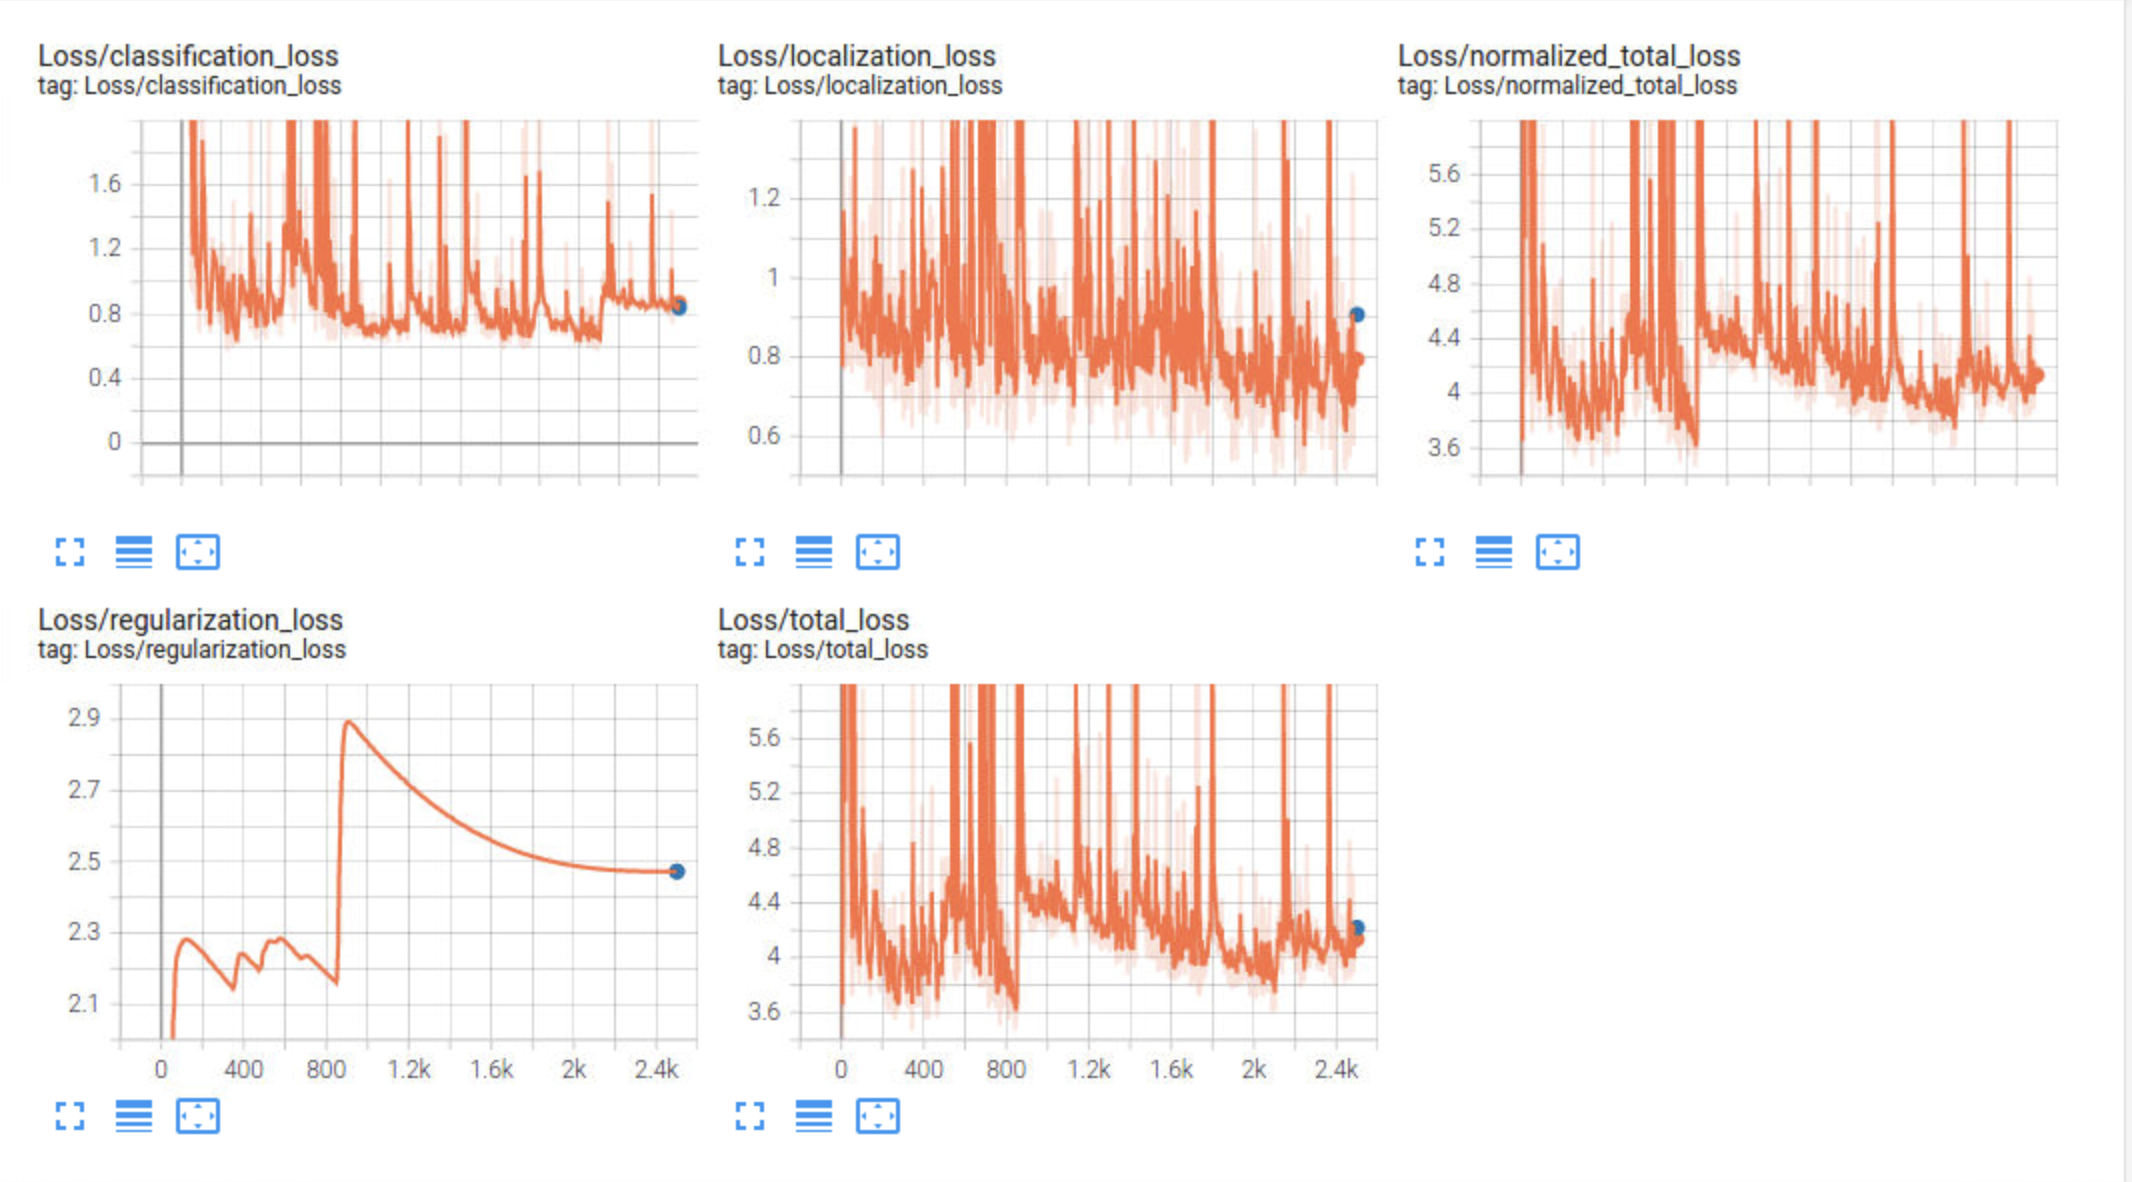 Loss/classification_loss
tag: Loss/classification_loss
1.6
1.2
0.8
0.4
0
Loss/localization_loss
tag: Loss/localization_loss
1.2
1
0.8
0.6
Loss/normalized_total_loss
tag: Loss/normalized_total_loss
5.6
5.2
4.8
4.4
4
3.6
Loss/regularization_loss
tag: Loss/regularization_loss
2.9
2.7
2.5
2.3
2.1
0 400 800 1.2k 1.6k 2k 2.4k
Loss/total_loss
tag: Loss/total_loss
5.6
5.2
4.8
4.4
4
3.6
0 400 800 1.2k 1.6k 2k 2.4k